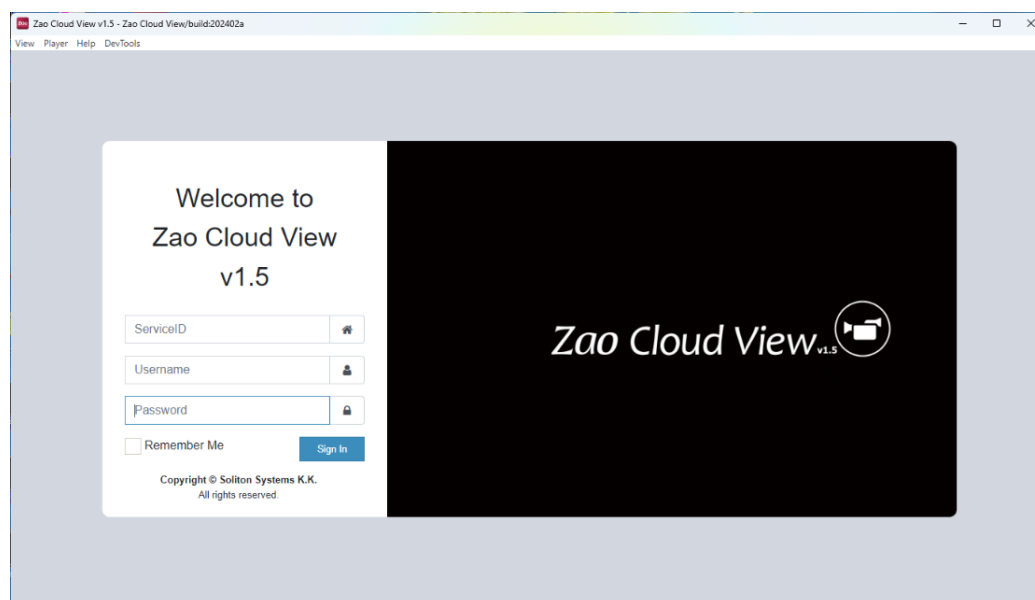 Zao Cloud View v1.5 - Zao Cloud View/build:202402a
View Player Help DevTools
Welcome to
Zao Cloud View
v1.5
ServiceID
Username
Password
Remember Me
Sign In
Copyright © Soliton Systems K.K.
All rights reserved.
Zao Cloud View v1.5